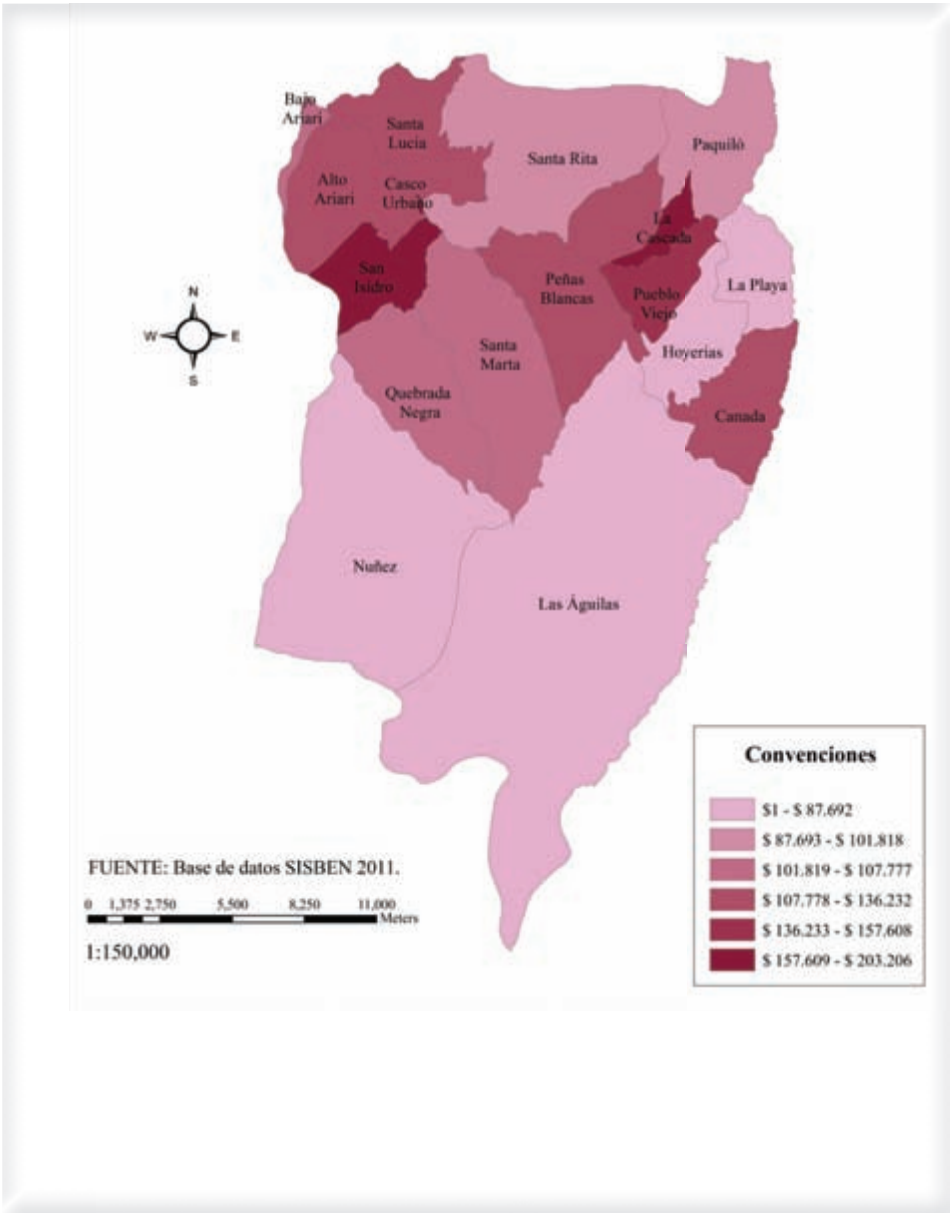 Bajo
Ariari
Santa
Lucía
Santa Rita
Paquiló
Alto
Ariari
Casco
Urbano
La
Cascada
San
Isidro
Peñas
Blancas
Pueblo
Viejo
La Playa
N
W
E
S
Santa
Marta
Hoyerías
Quebrada
Negra
Canada
Nuñez
Las Águilas
Convenciones
$1 - $ 87.692
$ 87.693 - $ 101.818
$ 101.819 - $ 107.777
$ 107.778 - $ 136.232
$ 136.233 - $ 157.608
$ 157.609 - $ 203.206
FUENTE: Base de datos SISBEN 2011.
0 1,375 2,750 5,500 8,250 11,000
Meters
1:150,000